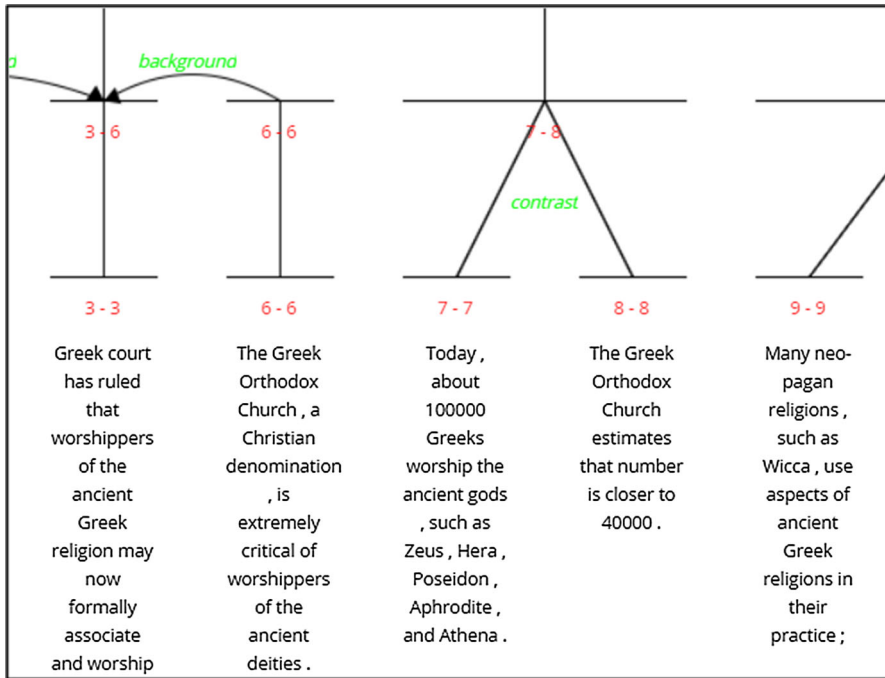 d
background
3 - 6
6 - 6
7 - 8
contrast
3 - 3
6 - 6
7 - 7
8 - 8
9 - 9
Greek court
has ruled
that
worshippers
of the
ancient
Greek
religion may
now
formally
associate
and worship
The Greek
Orthodox
Church , a
Christian
denomination
, is
extremely
critical of
worshippers
of the
ancient
deities .
Today ,
about
100000
Greeks
worship the
ancient gods
, such as
Zeus , Hera ,
Poseidon ,
Aphrodite ,
and Athena .
The Greek
Orthodox
Church
estimates
that number
is closer to
40000 .
Many neo-
pagan
religions ,
such as
Wicca , use
aspects of
ancient
Greek
religions in
their
practice ;